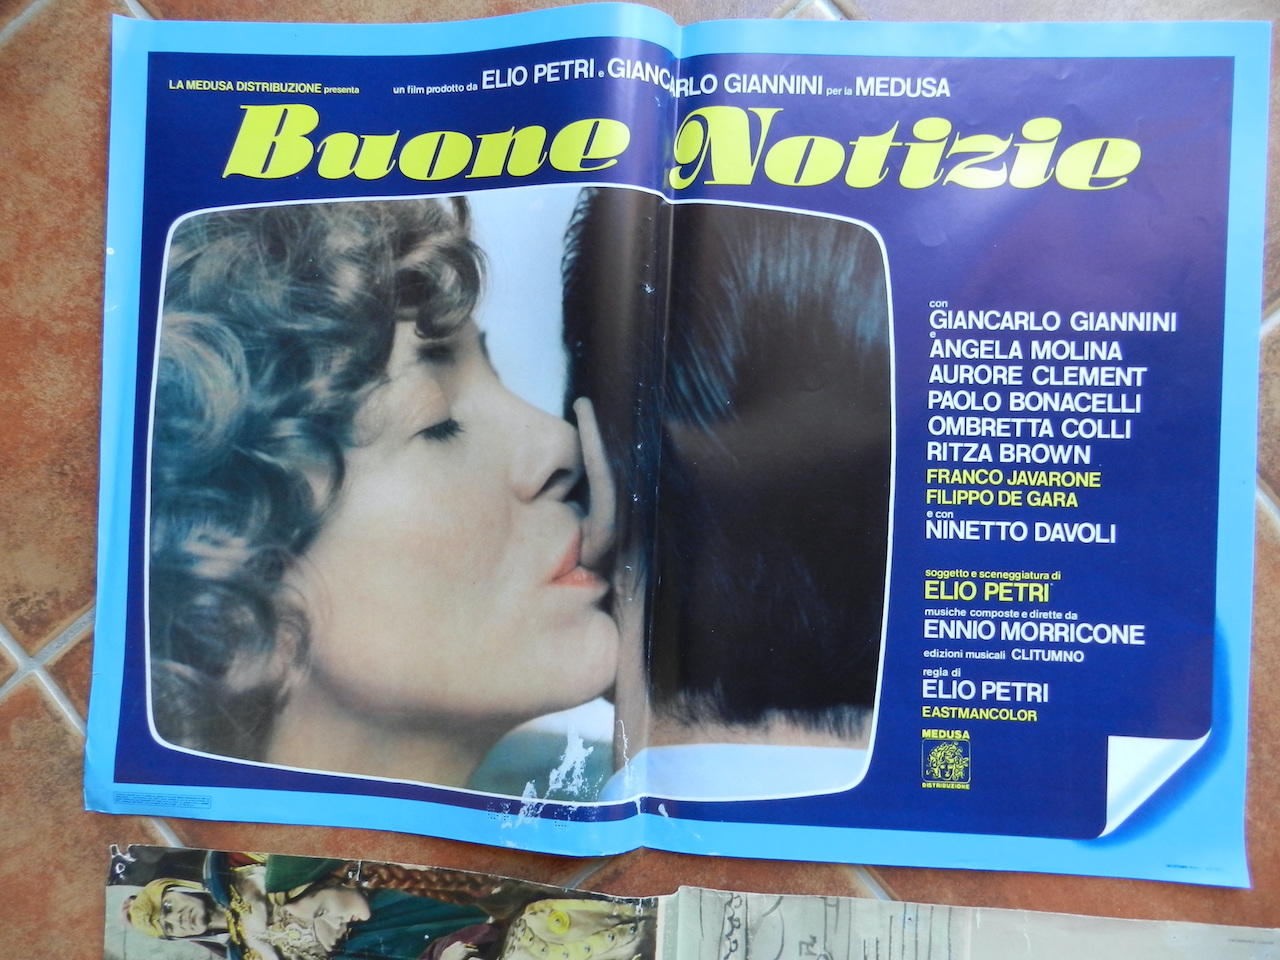 LA MEDUSA DISTRIBUZIONE presenta
un film prodotto da ELIO PETRI e GIANCARLO GIANNINI per la MEDUSA
Buone Notizie
con
GIANCARLO GIANNINI
e
ANGELA MOLINA
AURORE CLEMENT
PAOLO BONACELLI
OMBRETTA COLLI
RITZA BROWN
FRANCO JAVARONE
FILIPPO DE GARA
e con
NINETTO DAVOLI
soggetto e sceneggiatura di
ELIO PETRI
musiche composte e dirette da
ENNIO MORRICONE
edizioni musicali CLITUMNO
regia di
ELIO PETRI
EASTMANCOLOR
MEDUSA
DISTRIBUZIONE